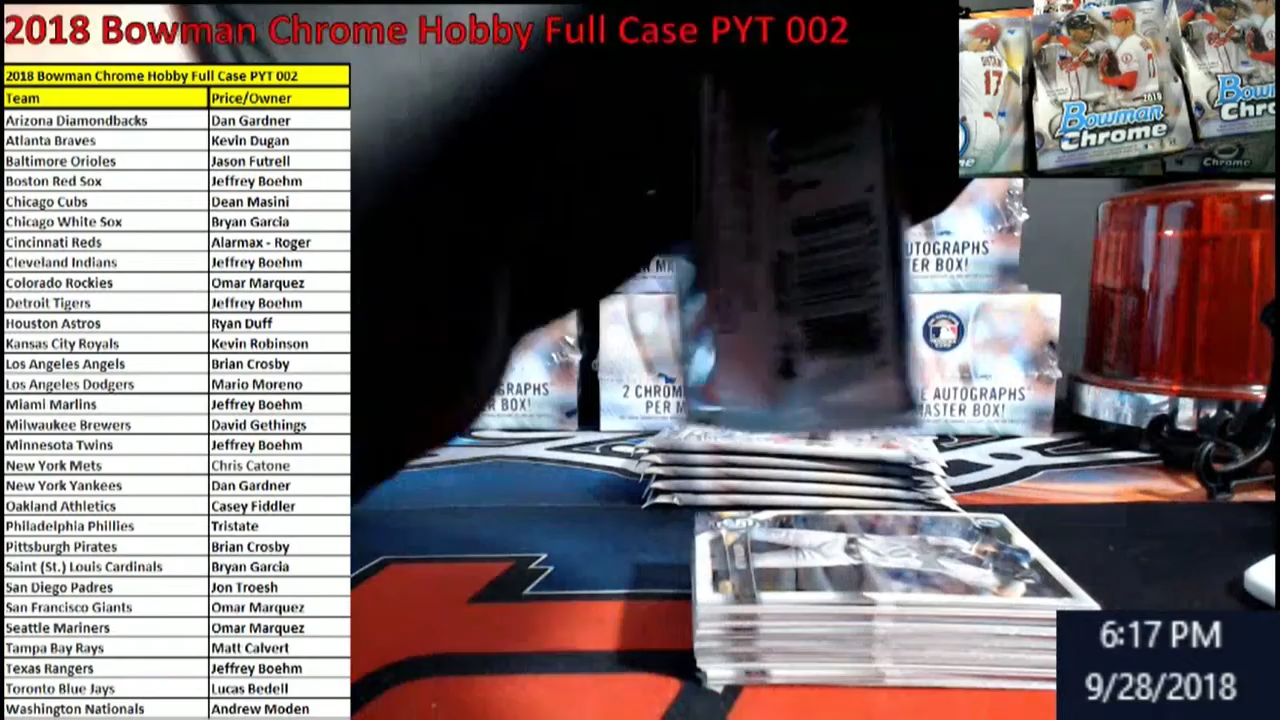 2018 Bowman Chrome Hobby Full Case PYT 002
2018 Bowman Chrome Hobby Full Case PYT 002
Team Price/Owner
Arizona Diamondbacks Dan Gardner
Atlanta Braves Kevin Dugan
Baltimore Orioles Jason Futrell
Boston Red Sox Jeffrey Boehm
Chicago Cubs Dean Masini
Chicago White Sox Bryan Garcia
Cincinnati Reds Alarmax - Roger
Cleveland Indians Jeffrey Boehm
Colorado Rockies Omar Marquez
Detroit Tigers Jeffrey Boehm
Houston Astros Ryan Duff
Kansas City Royals Kevin Robinson
Los Angeles Angels Brian Crosby
Los Angeles Dodgers Mario Moreno
Miami Marlins Jeffrey Boehm
Milwaukee Brewers David Gethings
Minnesota Twins Jeffrey Boehm
New York Mets Chris Catone
New York Yankees Dan Gardner
Oakland Athletics Casey Fiddler
Philadelphia Phillies Tristate
Pittsburgh Pirates Brian Crosby
Saint (St.) Louis Cardinals Bryan Garcia
San Diego Padres Jon Troesh
San Francisco Giants Omar Marquez
Seattle Mariners Omar Marquez
Tampa Bay Rays Matt Calvert
Texas Rangers Jeffrey Boehm
Toronto Blue Jays Lucas Bedell
Washington Nationals Andrew Moden
17
2018
Bowman
Chrome
Bow
Chr
Chrome
UTOGRAPHS
ER BOX!
GRAPHS
BOX!
2 CHROM
PER M
E AUTOGRAPHS
ASTER BOX!
6:17 PM
9/28/2018